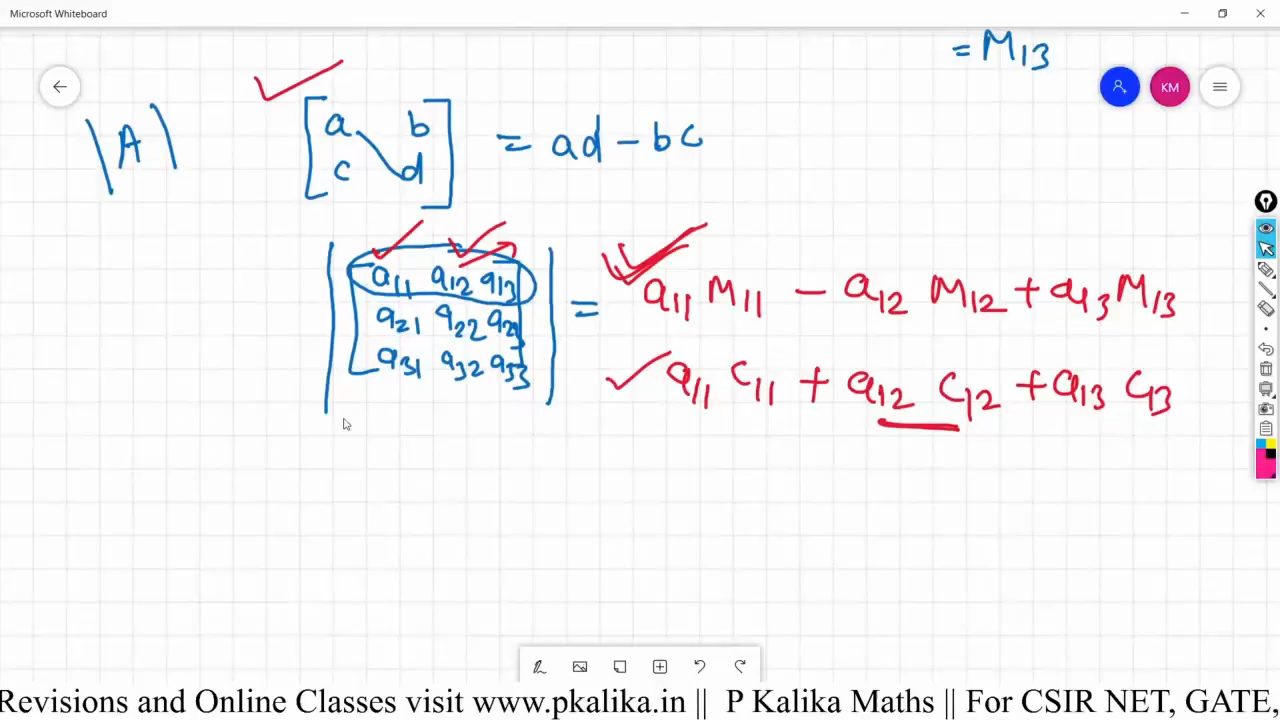 Microsoft Whiteboard
= M13
KM
|A|
[a b
c d] = ad - bc
|[a11 a12 a13
a21 a22 a23
a31 a32 a33]| = a11 M11 - a12 M12 + a13 M13
a11 C11 + a12 C12 + a13 C13
Revisions and Online Classes visit www.pkalika.in || P Kalika Maths || For CSIR NET, GATE,